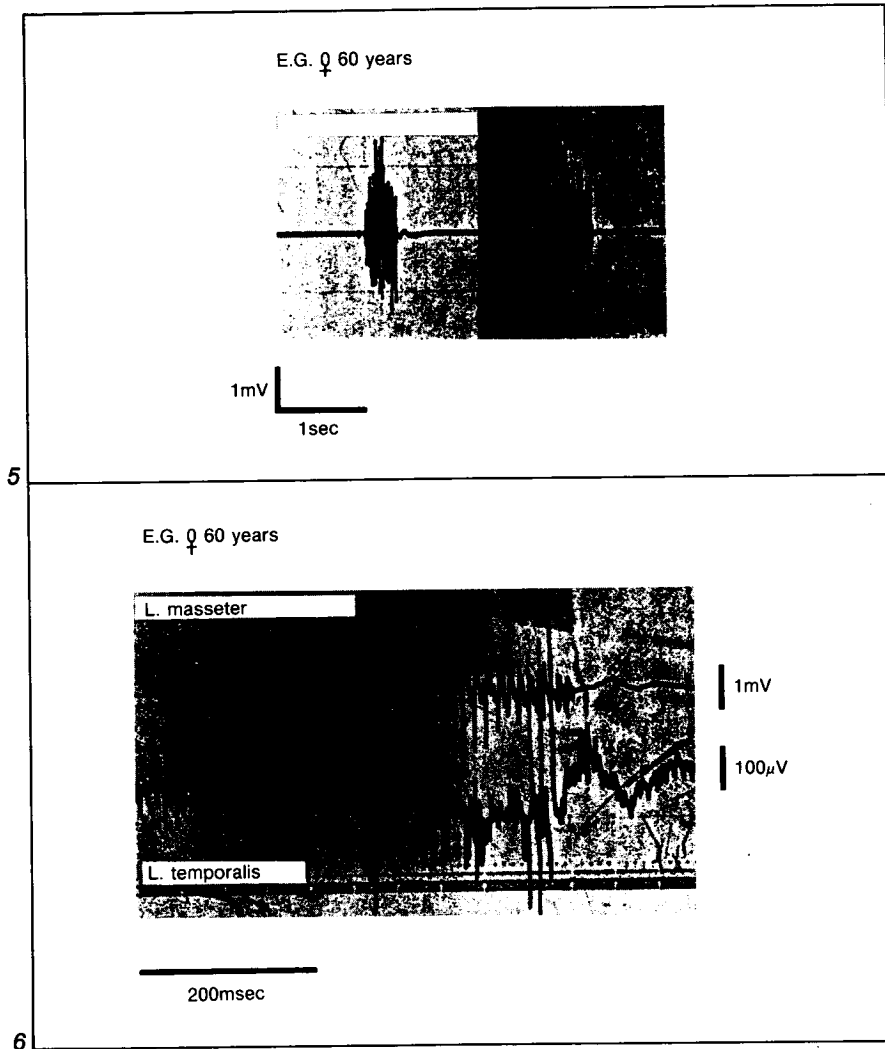 E.G. ♀ 60 years
1mV
1sec
5
E.G. ♀ 60 years
L. masseter
1mV
100μV
L. temporalis
200msec
6